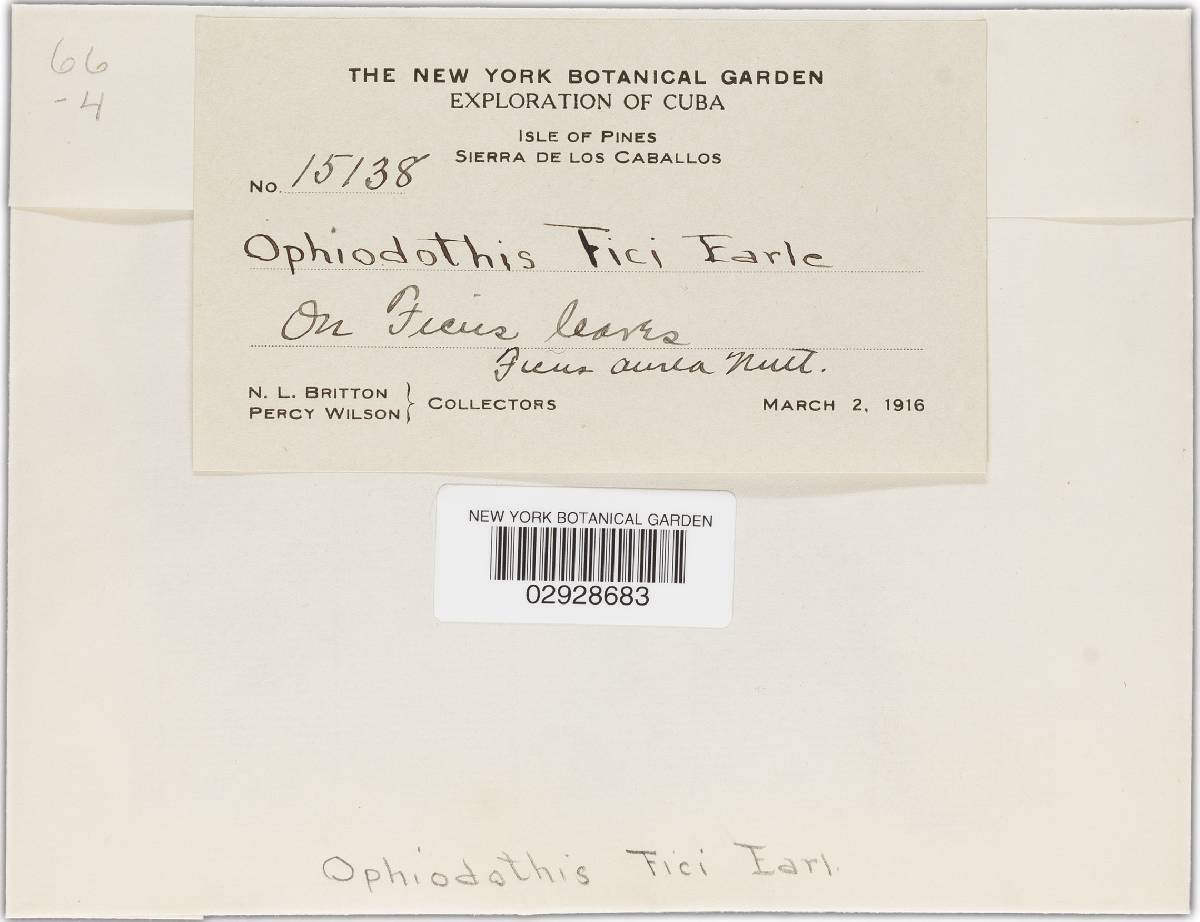 66
-4
THE NEW YORK BOTANICAL GARDEN
EXPLORATION OF CUBA
ISLE OF PINES
SIERRA DE LOS CABALLOS
No. 15138
Ophiodothis Fici Earle
On Ficus leaves
Ficus aurea Nutt.
N. L. BRITTON
PERCY WILSON } COLLECTORS MARCH 2, 1916
NEW YORK BOTANICAL GARDEN
02928683
Ophiodothis Fici Earl.